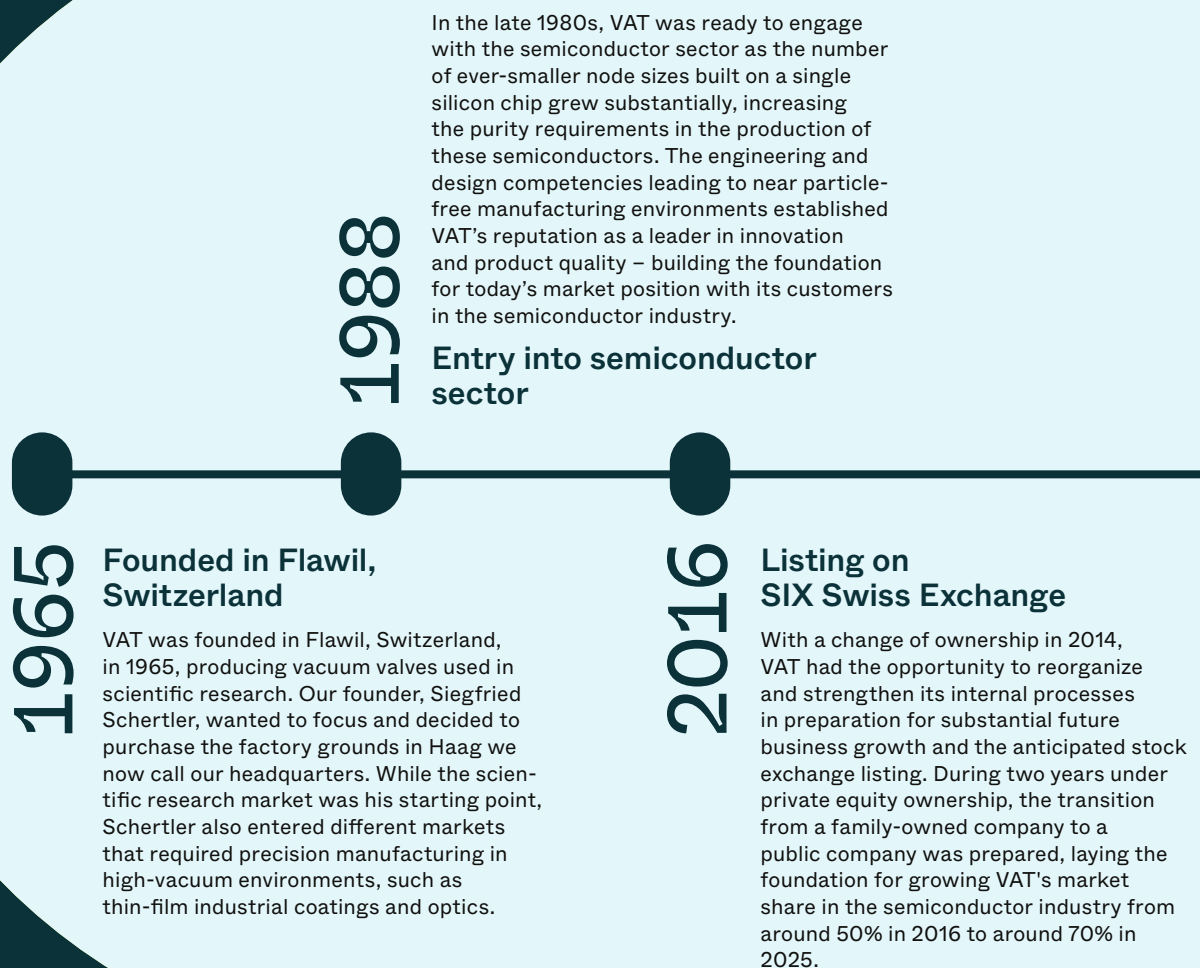 In the late 1980s, VAT was ready to engage
with the semiconductor sector as the number
of ever-smaller node sizes built on a single
silicon chip grew substantially, increasing
the purity requirements in the production of
these semiconductors. The engineering and
design competencies leading to near particle-
free manufacturing environments established
VAT’s reputation as a leader in innovation
and product quality – building the foundation
for today’s market position with its customers
in the semiconductor industry.
1988
Entry into semiconductor
sector
1965
Founded in Flawil,
Switzerland
VAT was founded in Flawil, Switzerland,
in 1965, producing vacuum valves used in
scientific research. Our founder, Siegfried
Schertler, wanted to focus and decided to
purchase the factory grounds in Haag we
now call our headquarters. While the scien-
tific research market was his starting point,
Schertler also entered different markets
that required precision manufacturing in
high-vacuum environments, such as
thin-film industrial coatings and optics.
2016
Listing on
SIX Swiss Exchange
With a change of ownership in 2014,
VAT had the opportunity to reorganize
and strengthen its internal processes
in preparation for substantial future
business growth and the anticipated stock
exchange listing. During two years under
private equity ownership, the transition
from a family-owned company to a
public company was prepared, laying the
foundation for growing VAT's market
share in the semiconductor industry from
around 50% in 2016 to around 70% in
2025.